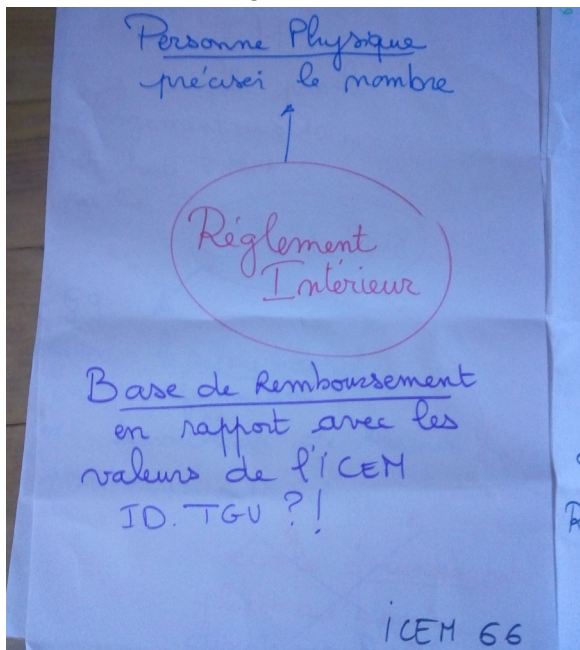 Personne Physique
préciser le nombre
Réglement
Intérieur
Base de Remboursement
en rapport avec les
valeurs de l'ICEM
ID. TGV ?!
iCEM 66